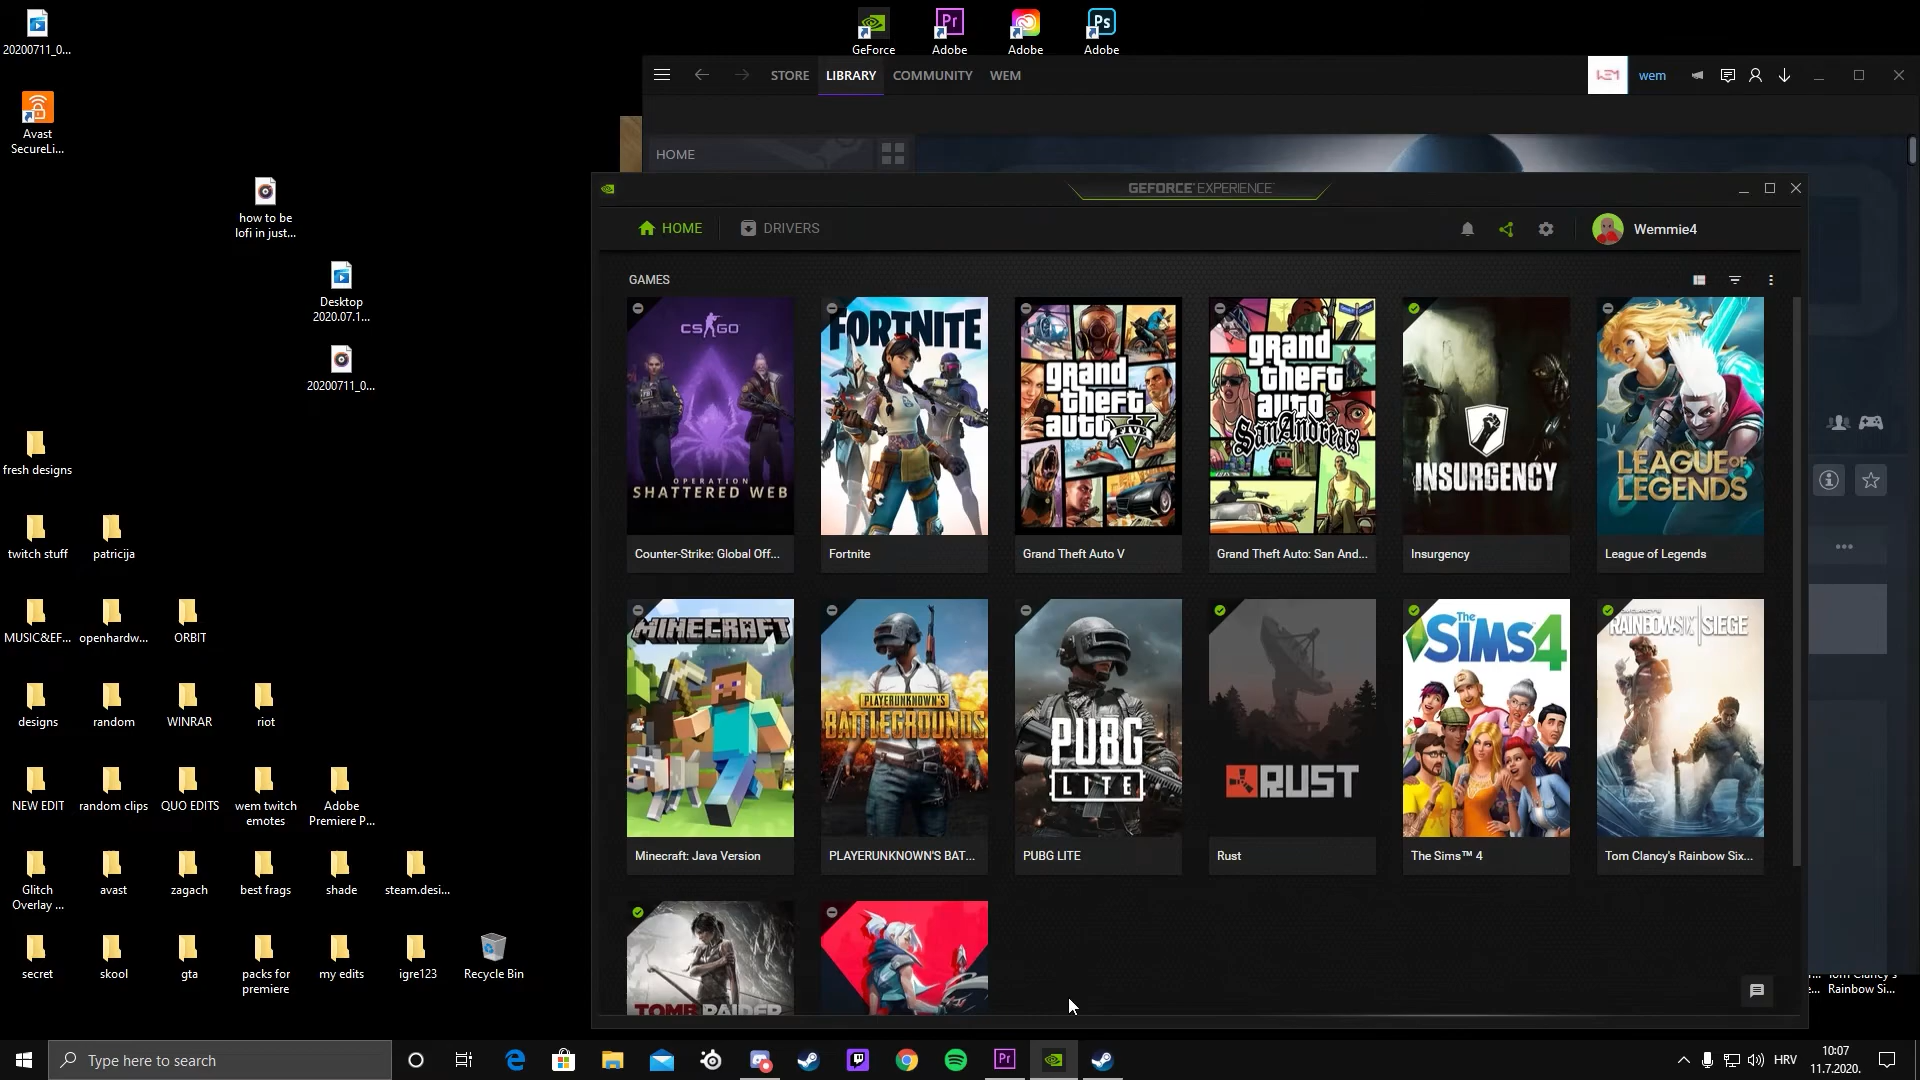 20200711_0...
Avast
SecureLi...
how to be
lofi in just...
Desktop
2020.07.1...
20200711_0...
fresh designs
twitch stuff
patricija
MUSIC&EF...
openhardw...
ORBIT
designs
random
WINRAR
riot
NEW EDIT
random clips
QUO EDITS
wem twitch
emotes
Adobe
Premiere P...
Glitch
Overlay ...
avast
zagach
best frags
shade
steam.desi...
secret
skool
gta
packs for
premiere
my edits
igre123
Recycle Bin
GeForce
Pr
Adobe
Adobe
Ps
Adobe
STORE
LIBRARY
COMMUNITY
WEM
wem
HOME
GEFORCE EXPERIENCE
HOME
DRIVERS
Wemmie4
GAMES
CS GO
OPERATION
SHATTERED WEB
Counter-Strike: Global Off...
FORTNITE
Fortnite
grand
theft
auto
FIVE
Grand Theft Auto V
grand
theft
auto
San Andreas
Grand Theft Auto: San And...
INSURGENCY
Insurgency
LEAGUE OF
LEGENDS
League of Legends
MINECRAFT
Minecraft: Java Version
PLAYERUNKNOWN'S
BATTLEGROUNDS
PLAYERUNKNOWN'S BAT...
PUBG
LITE
PUBG LITE
RUST
Rust
The SIMS 4
The Sims™ 4
RAINBOW SIX | SIEGE
Tom Clancy's Rainbow Six...
TOMB RAIDER
Tom Clancy's
Rainbow Si...
Type here to search
Pr
HRV
10:07
11.7.2020.